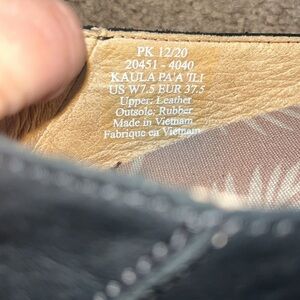 PK 12/20
20451 - 4040
KAULA PA'A 'ILI
US W7.5 EUR 37.5
Upper: Leather
Outsole: Rubber
Made in Vietnam
Fabriqué en Vietnam